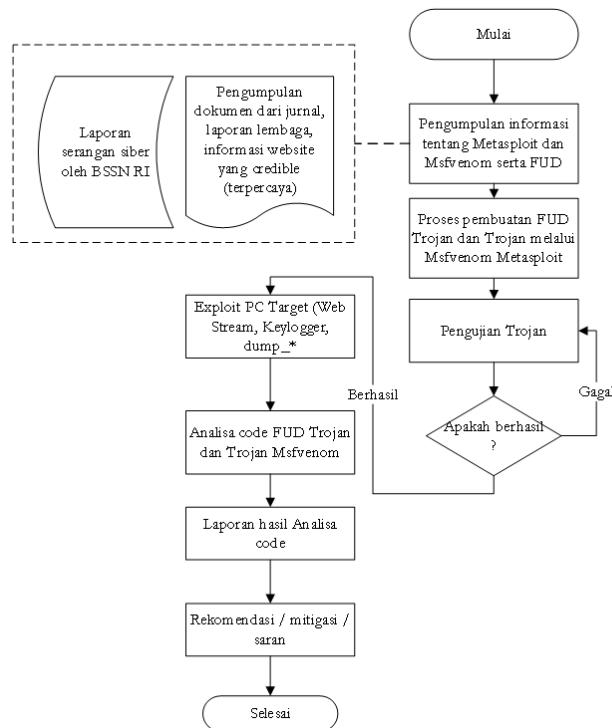 Mulai
Laporan
serangan siber
oleh BSSN RI
Pengumpulan
dokumen dari jurnal,
laporan lembaga,
informasi website
yang credible
(terpercaya)
Pengumpulan informasi
tentang Metasploit dan
Msfvenom serta FUD
Proses pembuatan FUD
Trojan dan Trojan melalui
Msfvenom Metasploit
Pengujian Trojan
Apakah berhasil
?
Gagal
Berhasil
Exploit PC Target (Web
Stream, Keylogger,
dump_*
Analisa code FUD Trojan
dan Trojan Msfvenom
Laporan hasil Analisa
code
Rekomendasi / mitigasi /
saran
Selesai